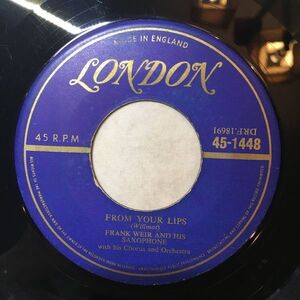 MADE IN ENGLAND
LONDON
45 R.P.M
DRF.18691
45-1448
FROM YOUR LIPS
(Willmot)
FRANK WEIR AND HIS
SAXOPHONE
with his Chorus and Orchestra